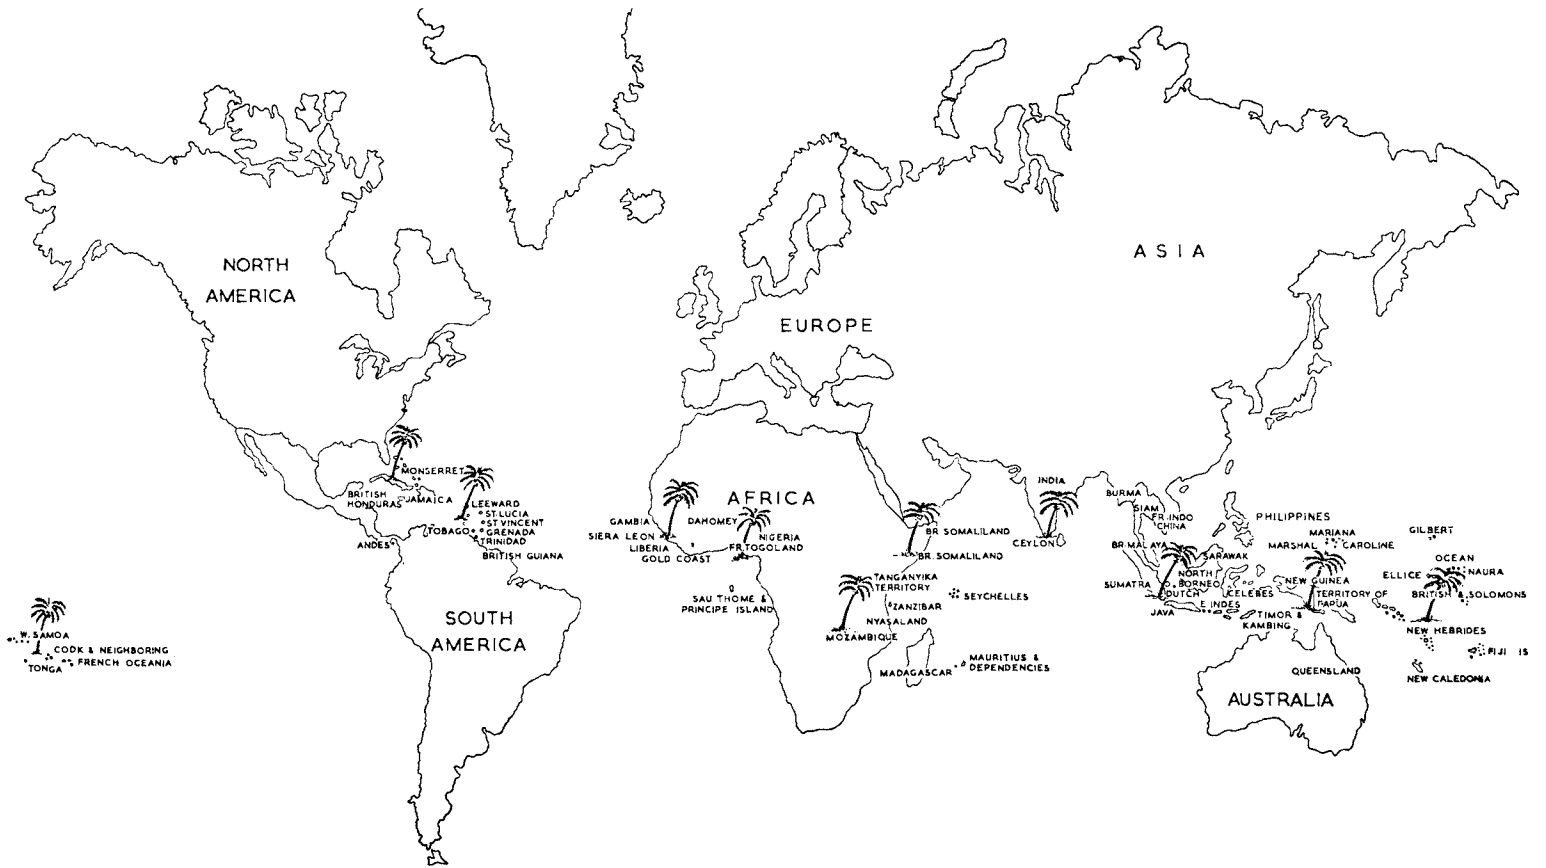 NORTH
AMERICA
EUROPE
ASIA
MONSERRET
BRITISH
HONDURAS
JAMAICA
LEEWARD
ST.LUCIA
ST VINCENT
GRENADA
TOBAGO
TRINIDAD
ANDES
BRITISH GUIANA
SOUTH
AMERICA
W. SAMOA
COOK & NEIGHBORING
TONGA
FRENCH OCEANIA
AFRICA
GAMBIA
DAHOMEY
SIERA LEON
NIGERIA
LIBERIA
FR.TOGOLAND
GOLD COAST
SAU THOME &
PRINCIPE ISLAND
BR SOMALILAND
BR. SOMALILAND
TANGANYIKA
TERRITORY
SEYCHELLES
ZANZIBAR
NYASALAND
MOZAMBIQUE
MADAGASCAR
MAURITIUS &
DEPENDENCIES
INDIA
CEYLON
BURMA
SIAM
FR.INDO
CHINA
PHILIPPINES
BR.MALAYA
SARAWAK
MARIANA
MARSHAL
CAROLINE
GILBERT
OCEAN
NAURA
ELLICE
BRITISH & SOLOMONS
SUMATRA
NORTH
BORNEO
DUTCH
E INDES
CELEBES
JAVA
NEW GUINEA
TERRITORY OF
PAPUA
TIMOR &
KAMBING
NEW HEBRIDES
FIJI IS
NEW CALEDONIA
QUEENSLAND
AUSTRALIA